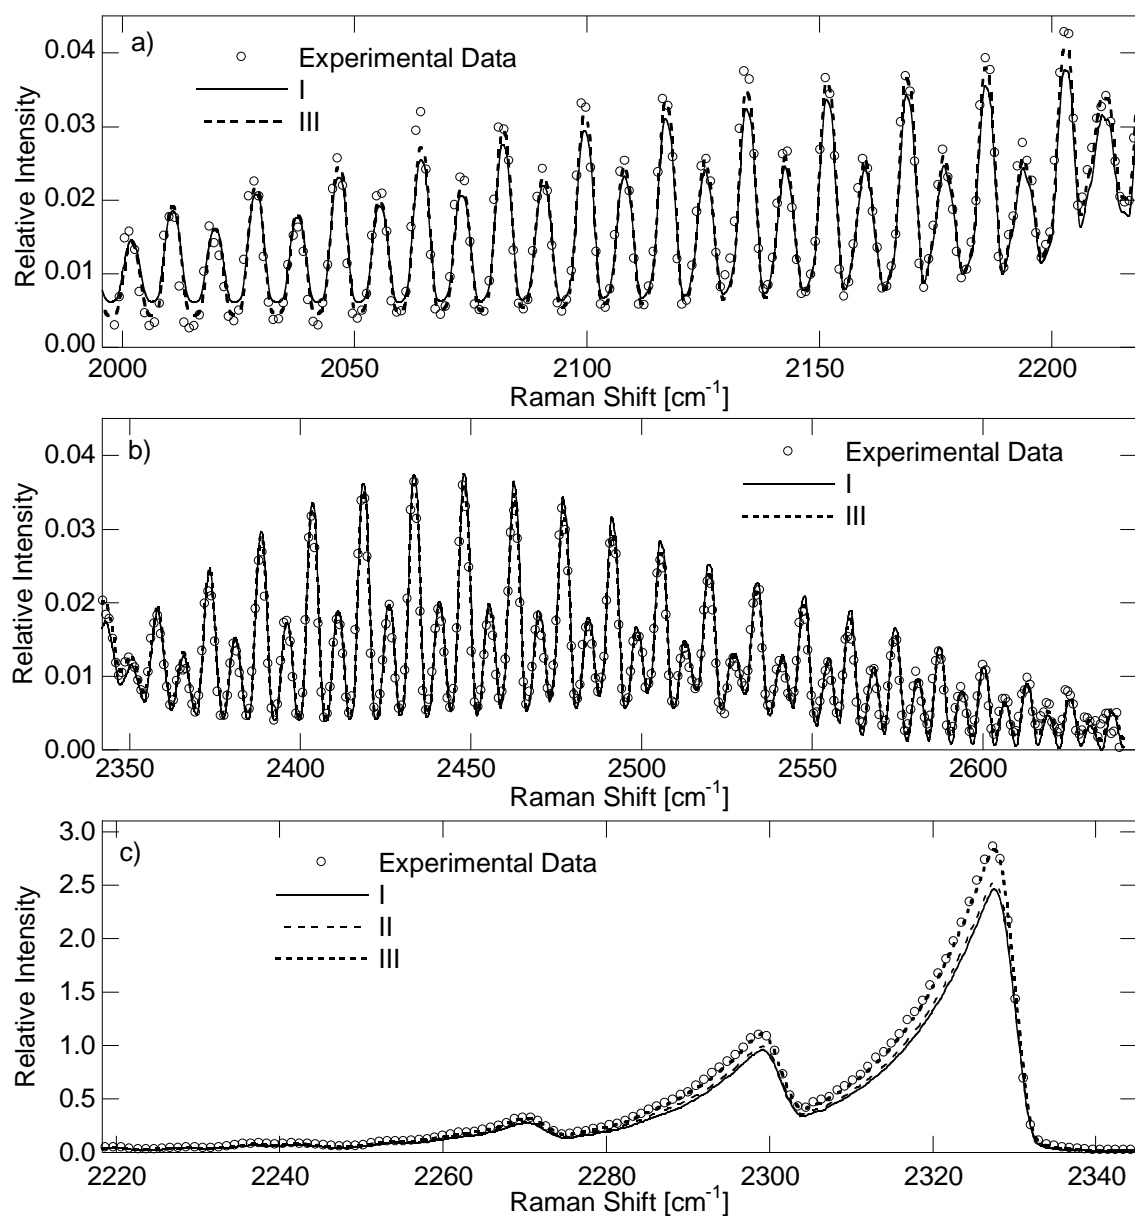 a)
Experimental Data
I
III
Relative Intensity
0.04
0.03
0.02
0.01
0.00
2000 2050 2100 2150 2200
Raman Shift [cm⁻¹]
b)
Experimental Data
I
III
Relative Intensity
0.04
0.03
0.02
0.01
0.00
2350 2400 2450 2500 2550 2600
Raman Shift [cm⁻¹]
c)
Experimental Data
I
II
III
Relative Intensity
3.0
2.5
2.0
1.5
1.0
0.5
0.0
2220 2240 2260 2280 2300 2320 2340
Raman Shift [cm⁻¹]